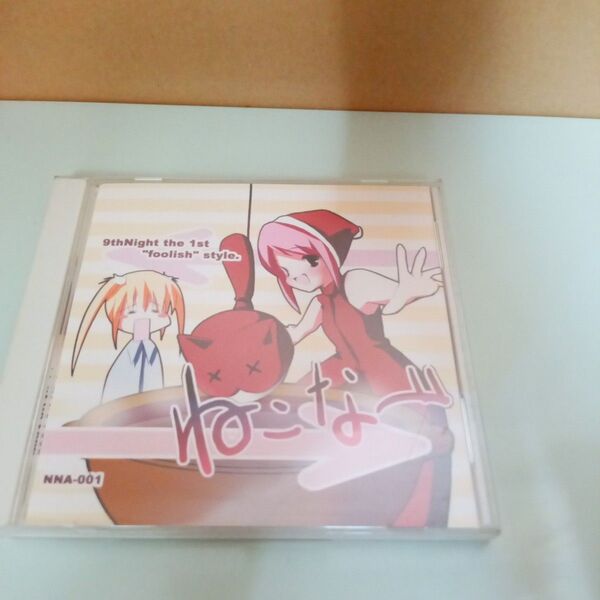 9thNight the 1st
"foolish" style.
ねこなべ
NNA-001